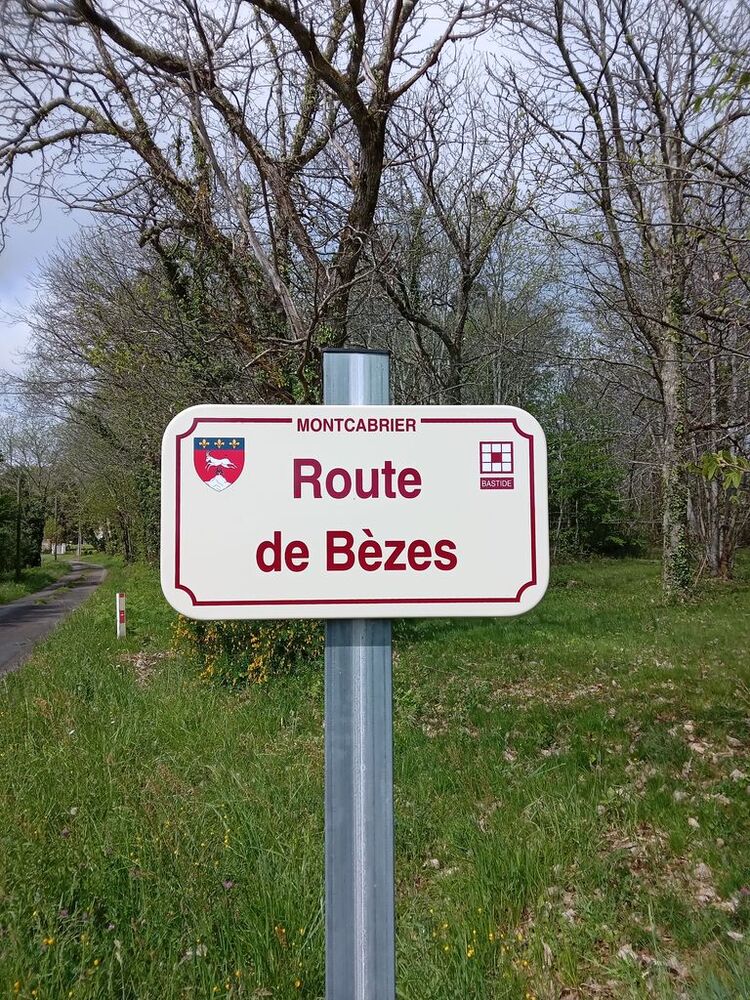 MONTCABRIER
BASTIDE
Route
de Bèzes